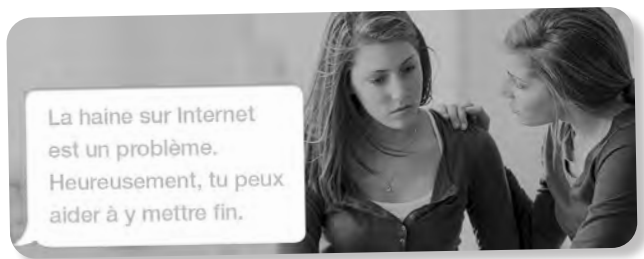 La haine sur Internet
est un problème.
Heureusement, tu peux
aider à y mettre fin.